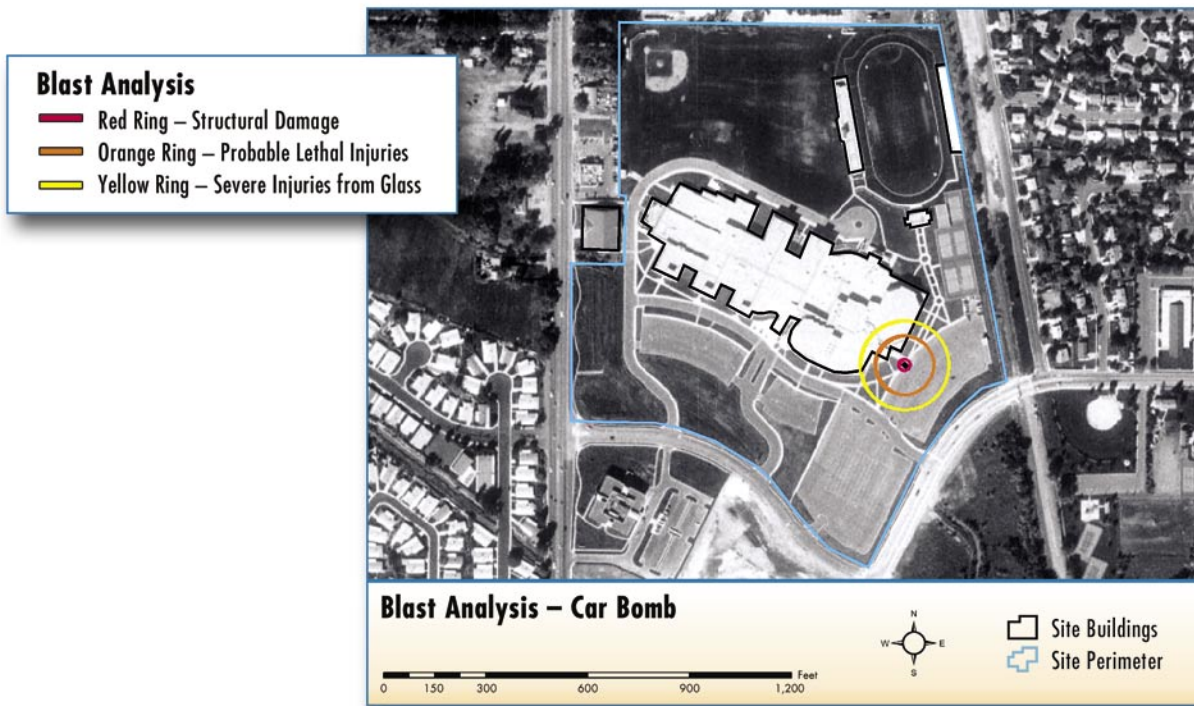 Blast Analysis
Red Ring – Structural Damage
Orange Ring – Probable Lethal Injuries
Yellow Ring – Severe Injuries from Glass
Blast Analysis – Car Bomb
N
W E
S
Site Buildings
Site Perimeter
Feet
0 150 300 600 900 1,200